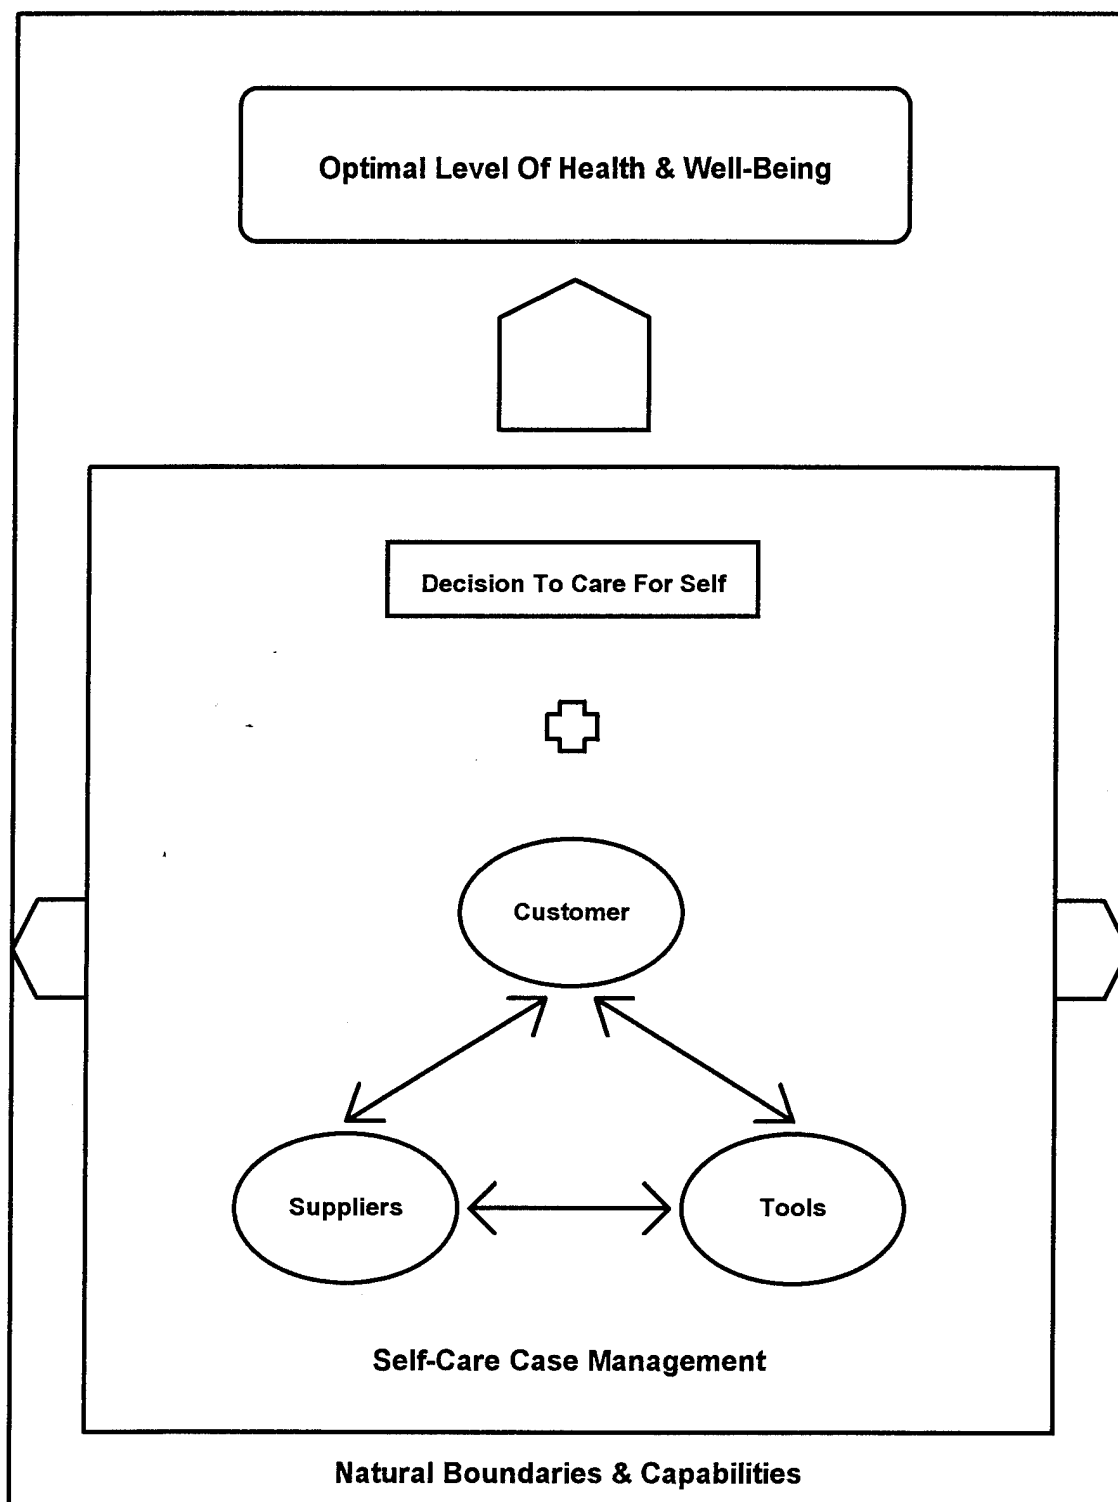 Optimal Level Of Health & Well-Being
Decision To Care For Self
Customer
Suppliers
Tools
Self-Care Case Management
Natural Boundaries & Capabilities